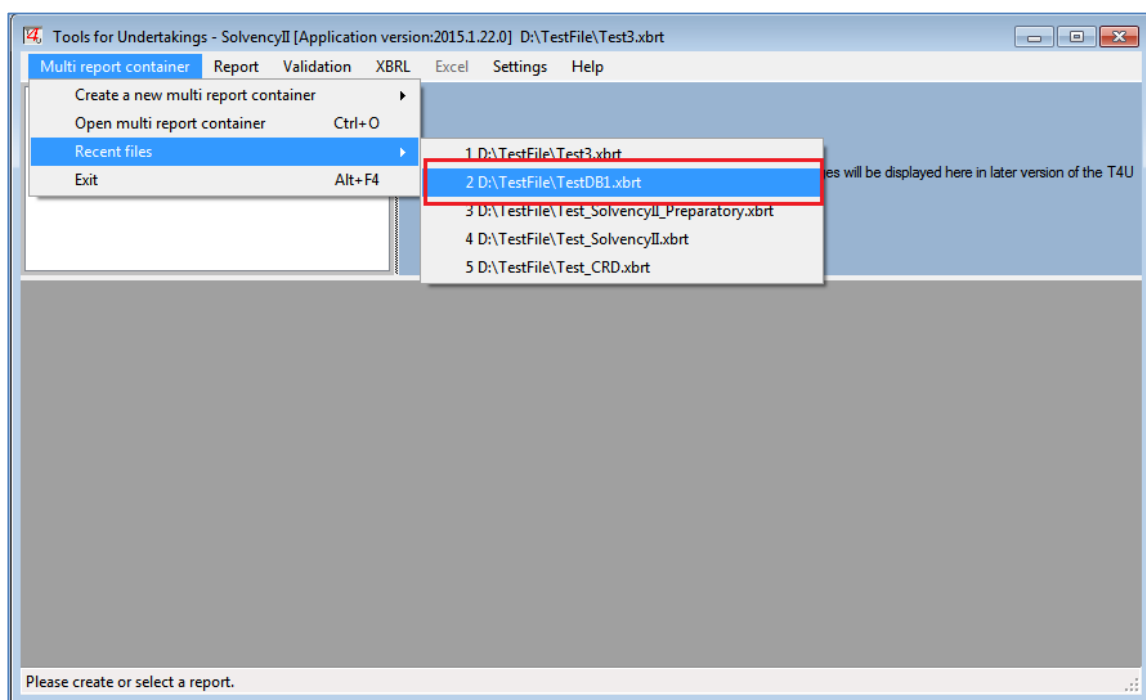 Tools for Undertakings - SolvencyII [Application version:2015.1.22.0] D:\TestFile\Test3.xbrt
Multi report container Report Validation XBRL Excel Settings Help
Create a new multi report container
Open multi report container Ctrl+O
Recent files
Exit Alt+F4
1 D:\TestFile\Test3.xbrt
2 D:\TestFile\TestDB1.xbrt
3 D:\TestFile\Test_SolvencyII_Preparatory.xbrt
4 D:\TestFile\Test_SolvencyII.xbrt
5 D:\TestFile\Test_CRD.xbrt
will be displayed here in later version of the T4U
Please create or select a report.